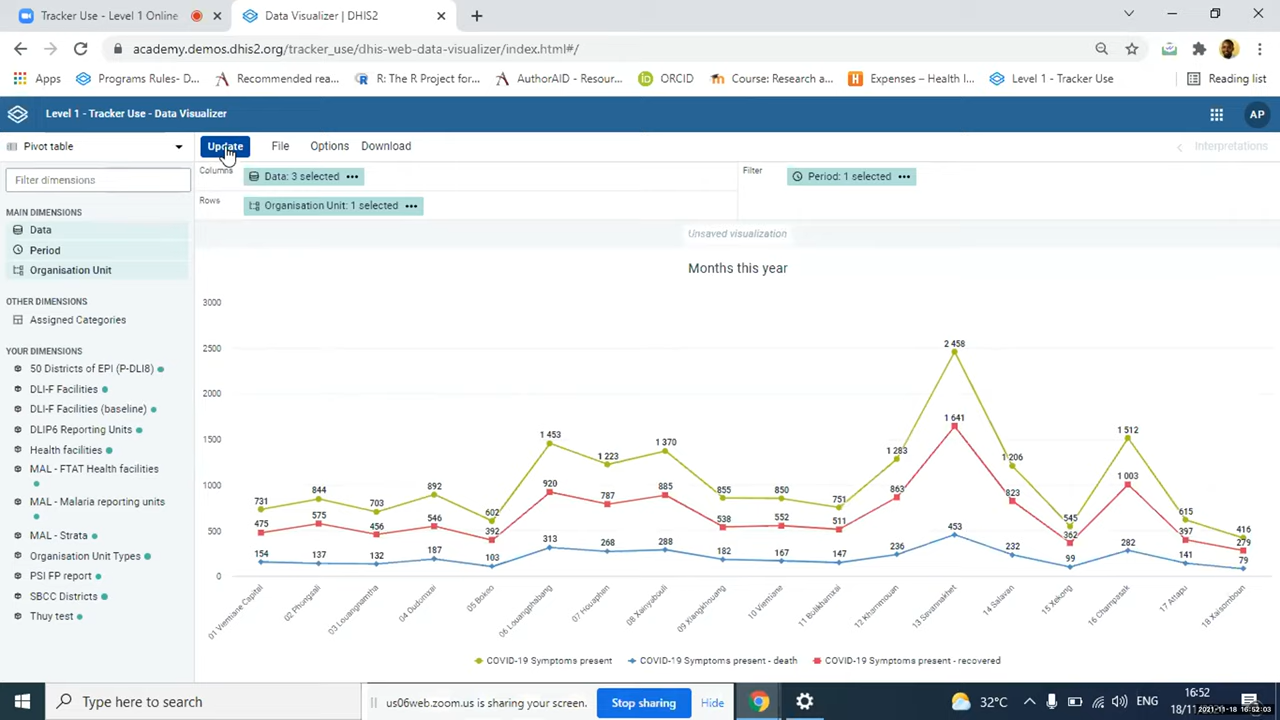 Tracker Use - Level 1 Online
Data Visualizer | DHIS2
academy.demos.dhis2.org/tracker_use/dhis-web-data-visualizer/index.html#/
Apps
Programs Rules- D...
Recommended rea...
R: The R Project for...
AuthorAID - Resour...
ORCID
Course: Research a...
Expenses – Health I...
Level 1 - Tracker Use
Reading list
Level 1 - Tracker Use - Data Visualizer
AP
Pivot table
Update
File
Options
Download
Interpretations
Filter dimensions
Columns
Data: 3 selected
Filter
Period: 1 selected
Rows
Organisation Unit: 1 selected
MAIN DIMENSIONS
Data
Period
Organisation Unit
OTHER DIMENSIONS
Assigned Categories
YOUR DIMENSIONS
50 Districts of EPI (P-DLI8)
DLI-F Facilities
DLI-F Facilities (baseline)
DLIP6 Reporting Units
Health facilities
MAL - FTAT Health facilities
MAL - Malaria reporting units
MAL - Strata
Organisation Unit Types
PSI FP report
SBCC Districts
Thuy test
Unsaved visualization
Months this year
3000
2500
2000
1500
1000
500
0
731 844 703 892 602 1 453 1 223 1 370 855 850 751 1 283 2 458 1 206 545 1 512 615 416
475 575 456 546 392 920 787 885 538 552 511 863 1 641 823 362 1 003 397 279
154 137 132 187 103 313 268 288 182 167 147 236 453 232 99 282 141 79
01 Vientiane Capital
02 Phongsali
03 Louangnamtha
04 Oudomxai
05 Bokeo
06 Louangphabang
07 Houaphan
08 Xainyabouli
09 Xiangkhouang
10 Vientiane
11 Bolikhamxai
12 Khammouan
13 Savannakhet
14 Salavan
15 Xekong
16 Champasak
17 Attapu
18 Xaisomboun
COVID-19 Symptoms present
COVID-19 Symptoms present - death
COVID-19 Symptoms present - recovered
Type here to search
us06web.zoom.us is sharing your screen.
Stop sharing
Hide
32°C
ENG
16:52
18/11
2021-11-18 16:52:03